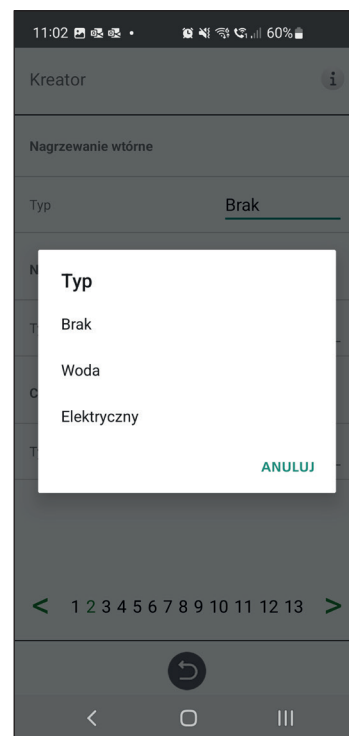 11:02 60%
Kreator i
Nagrzewanie wtórne
Typ Brak
N
Typ
T
Brak
Woda
C
Elektryczny
T
ANULUJ
< 1 2 3 4 5 6 7 8 9 10 11 12 13 >